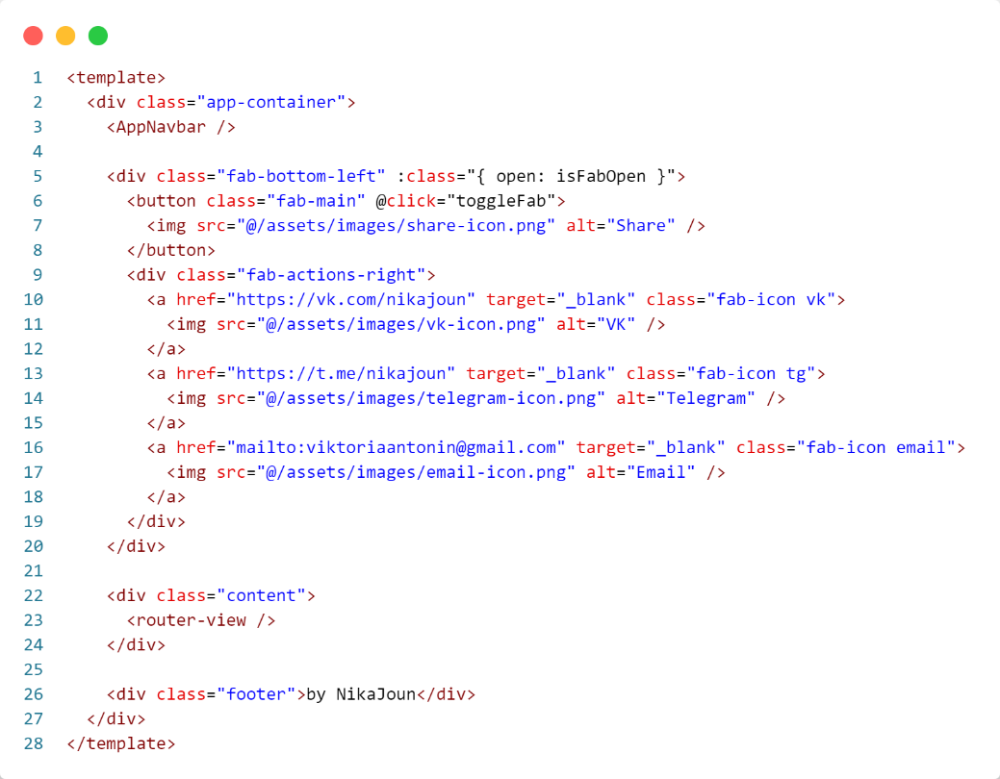 1 <template>
2   <div class="app-container">
3     <AppNavbar />
4
5     <div class="fab-bottom-left" :class="{ open: isFabOpen }">
6       <button class="fab-main" @click="toggleFab">
7         <img src="@/assets/images/share-icon.png" alt="Share" />
8       </button>
9       <div class="fab-actions-right">
10         <a href="https://vk.com/nikajoun" target="_blank" class="fab-icon vk">
11           <img src="@/assets/images/vk-icon.png" alt="VK" />
12         </a>
13         <a href="https://t.me/nikajoun" target="_blank" class="fab-icon tg">
14           <img src="@/assets/images/telegram-icon.png" alt="Telegram" />
15         </a>
16         <a href="mailto:viktoriaantonin@gmail.com" target="_blank" class="fab-icon email">
17           <img src="@/assets/images/email-icon.png" alt="Email" />
18         </a>
19       </div>
20     </div>
21
22     <div class="content">
23       <router-view />
24     </div>
25
26     <div class="footer">by NikaJoun</div>
27   </div>
28 </template>